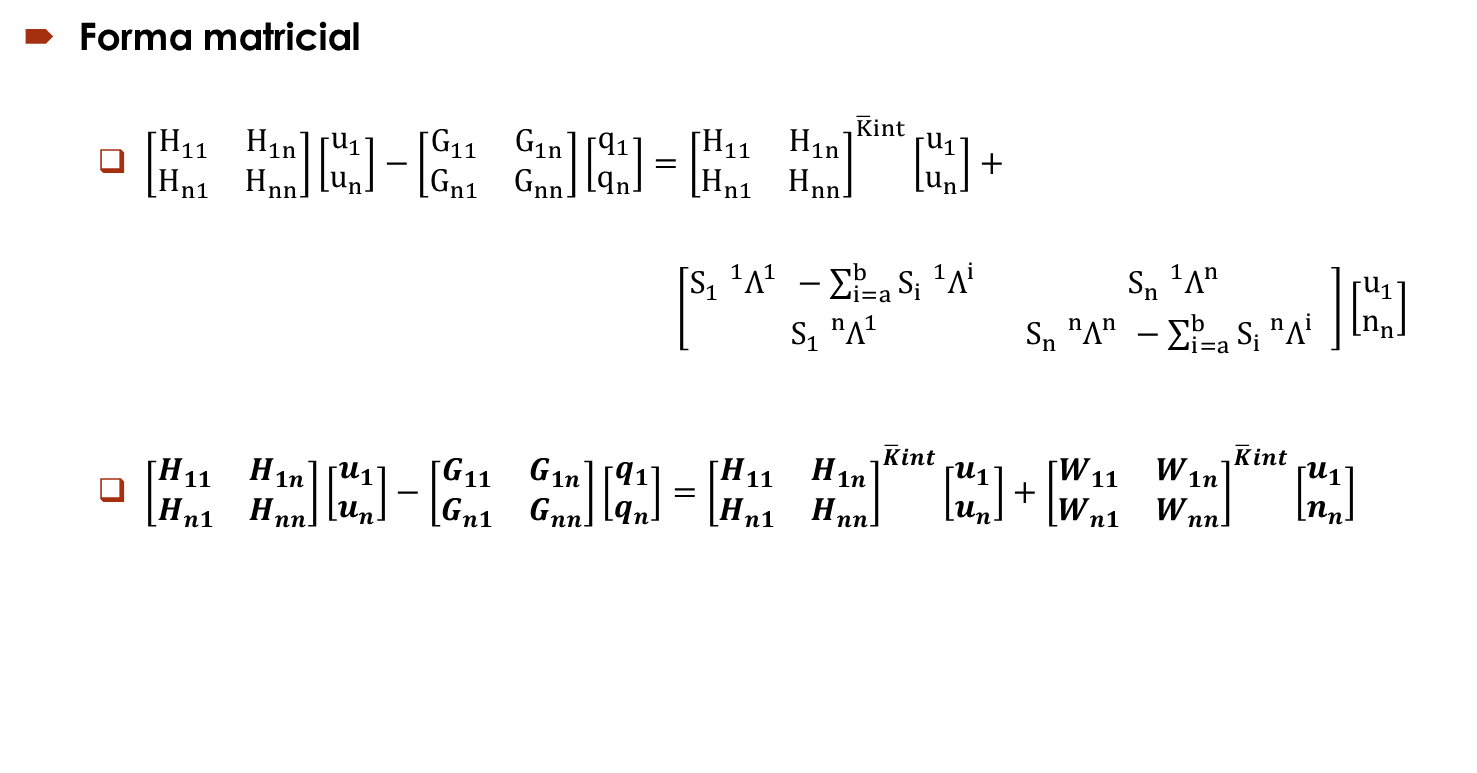 Forma matricial
[H₁₁ H₁ₙ; Hₙ₁ Hₙₙ] [u₁; uₙ] − [G₁₁ G₁ₙ; Gₙ₁ Gₙₙ] [q₁; qₙ] = [H₁₁ H₁ₙ; Hₙ₁ Hₙₙ]^{K̅int} [u₁; uₙ] +
[S₁ ¹Λ¹ − ∑_{i=a}^{b} Sᵢ ¹Λⁱ Sₙ ¹Λⁿ; S₁ ⁿΛ¹ Sₙ ⁿΛⁿ − ∑_{i=a}^{b} Sᵢ ⁿΛⁱ] [u₁; nₙ]
[H₁₁ H₁ₙ; Hₙ₁ Hₙₙ] [u₁; uₙ] − [G₁₁ G₁ₙ; Gₙ₁ Gₙₙ] [q₁; qₙ] = [H₁₁ H₁ₙ; Hₙ₁ Hₙₙ]^{K̅int} [u₁; uₙ] + [W₁₁ W₁ₙ; Wₙ₁ Wₙₙ]^{K̅int} [u₁; nₙ]